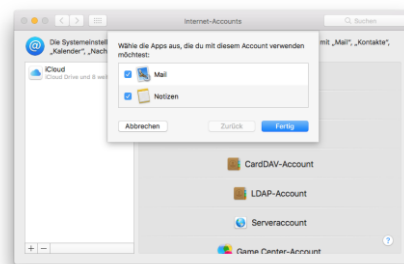 Internet-Accounts
Suchen
Die Systemeinstell
mit „Mail“, „Kontakte“,
„Kalender“, „Nach
Wähle die Apps aus, die du mit diesem Account verwenden
möchtest:
Mail
Notizen
Abbrechen
Zurück
Fertig
iCloud
iCloud Drive und 8 weit
CardDAV-Account
LDAP-Account
Serveraccount
Game Center-Account